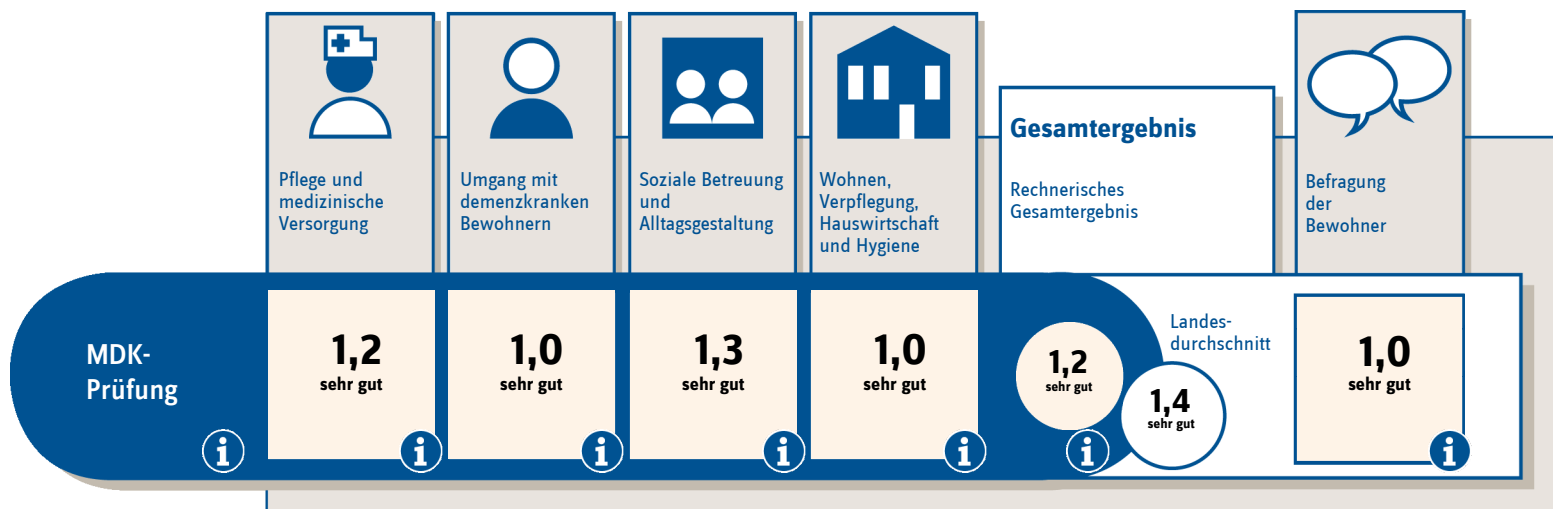 Pflege und
medizinische
Versorgung
Umgang mit
demenzkranken
Bewohnern
Soziale Betreuung
und
Alltagsgestaltung
Wohnen,
Verpflegung,
Hauswirtschaft
und Hygiene
Gesamtergebnis
Rechnerisches
Gesamtergebnis
Befragung
der
Bewohner
MDK-
Prüfung
i
1,2
sehr gut
i
1,0
sehr gut
i
1,3
sehr gut
i
1,0
sehr gut
i
1,2
sehr gut
i
Landes-
durchschnitt
1,4
sehr gut
1,0
sehr gut
i